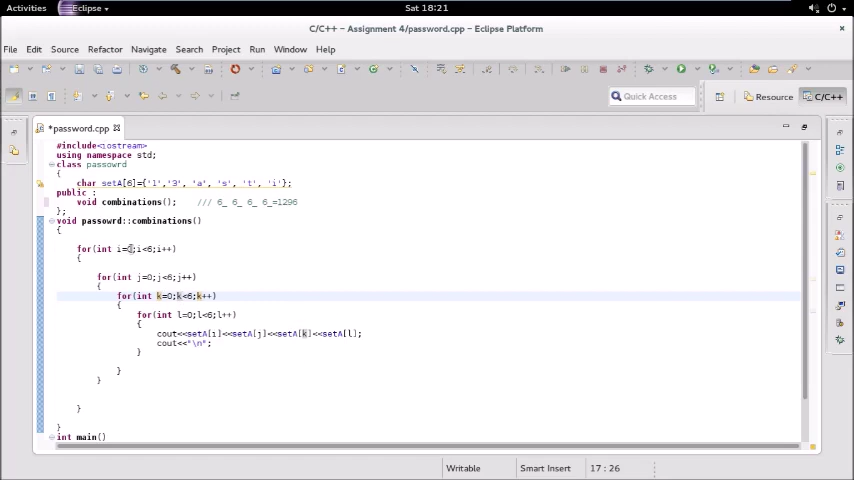 Activities Eclipse ▾ Sat 18:21
C/C++ - Assignment 4/password.cpp - Eclipse Platform
File Edit Source Refactor Navigate Search Project Run Window Help
Quick Access Resource C/C++
*password.cpp
#include<iostream>
using namespace std;
class passowrd
{
char setA[6]={'l','3', 'a', 's', 't', 'i'};
public :
void combinations(); /// 6_ 6_ 6_ 6_=1296
};
void passowrd::combinations()
{
for(int i=0;i<6;i++)
{
for(int j=0;j<6;j++)
{
for(int k=0;k<6;k++)
{
for(int l=0;l<6;l++)
{
cout<<setA[i]<<setA[j]<<setA[k]<<setA[l];
cout<<"\n";
}
}
}
}
}
int main()
Writable Smart Insert 17 : 26